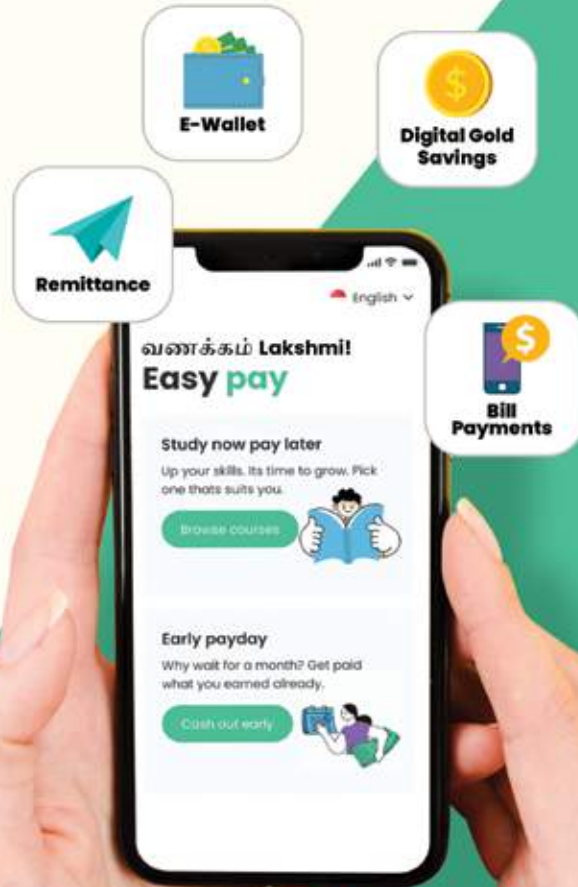 E-Wallet
Digital Gold
Savings
Remittance
English
வணக்கம் Lakshmi!
Easy pay
Bill
Payments
Study now pay later
Up your skills. Its time to grow. Pick
one thats suits you.
Browse courses
Early payday
Why wait for a month? Get paid
what you earned already.
Cash out early